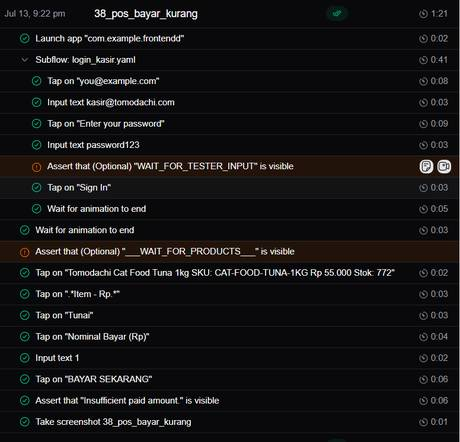 Jul 13, 9:22 pm 38_pos_bayar_kurang 1:21
Launch app "com.example.frontendd" 0:02
Subflow: login_kasir.yaml 0:41
Tap on "you@example.com" 0:08
Input text kasir@tomodachi.com 0:03
Tap on "Enter your password" 0:09
Input text password123 0:03
Assert that (Optional) "WAIT_FOR_TESTER_INPUT" is visible
Tap on "Sign In" 0:03
Wait for animation to end 0:05
Wait for animation to end 0:03
Assert that (Optional) "___WAIT_FOR_PRODUCTS___" is visible
Tap on "Tomodachi Cat Food Tuna 1kg SKU: CAT-FOOD-TUNA-1KG Rp 55.000 Stok: 772" 0:02
Tap on ".*Item - Rp.*" 0:03
Tap on "Tunai" 0:03
Tap on "Nominal Bayar (Rp)" 0:04
Input text 1 0:02
Tap on "BAYAR SEKARANG" 0:06
Assert that "Insufficient paid amount." is visible 0:06
Take screenshot 38_pos_bayar_kurang 0:01